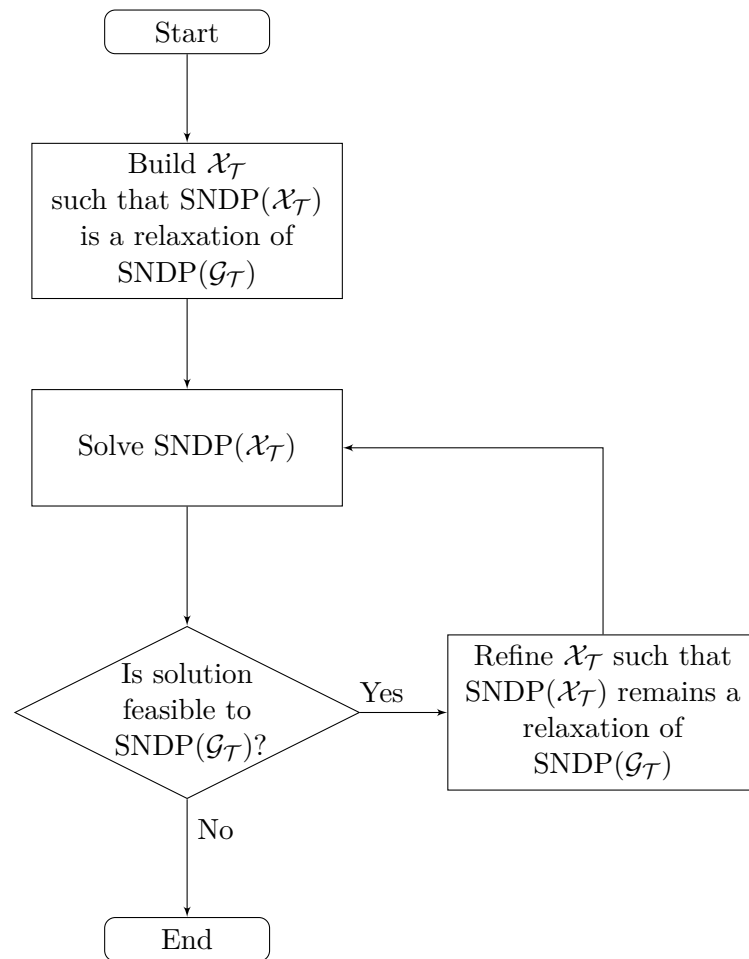 Start
Build 𝒳_𝒯
such that SNDP(𝒳_𝒯)
is a relaxation of
SNDP(𝒢_𝒯)
Solve SNDP(𝒳_𝒯)
Is solution
feasible to
SNDP(𝒢_𝒯)?
Yes
Refine 𝒳_𝒯 such that
SNDP(𝒳_𝒯) remains a
relaxation of
SNDP(𝒢_𝒯)
No
End